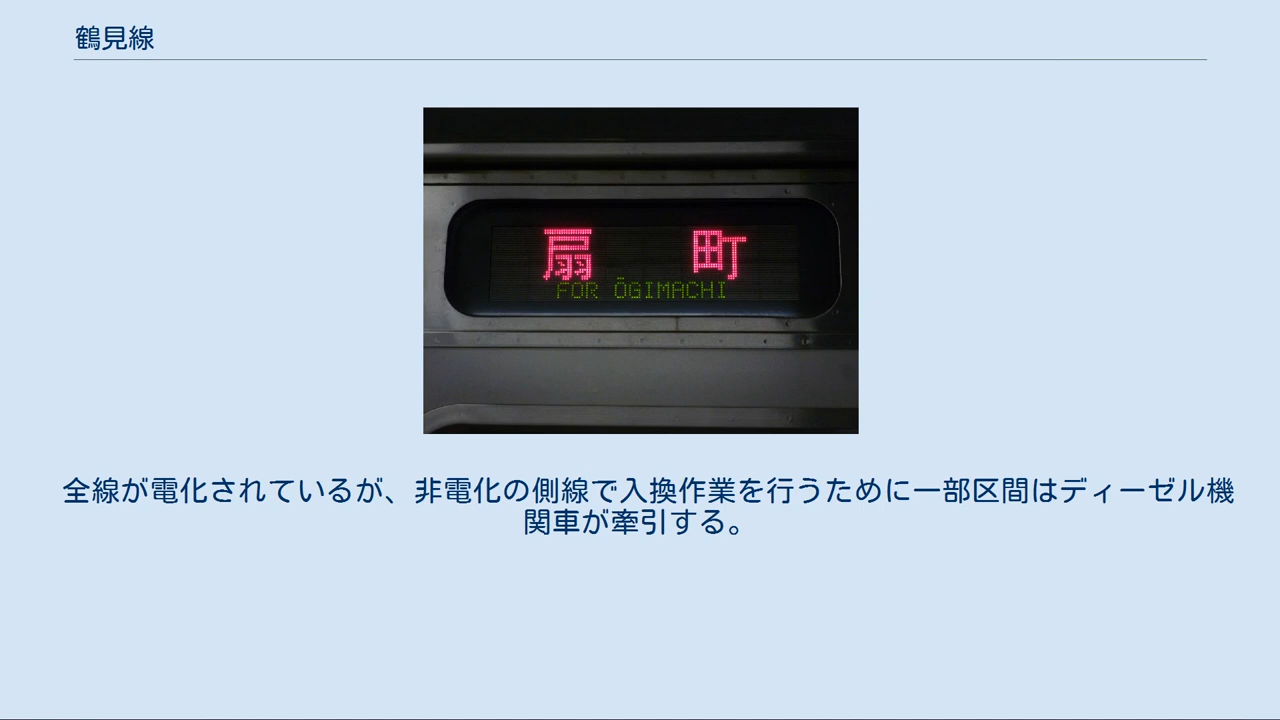 鶴見線
扇 町
FOR ŌGIMACHI
全線が電化されているが、非電化の側線で入換作業を行うために一部区間はディーゼル機
関車が牽引する。